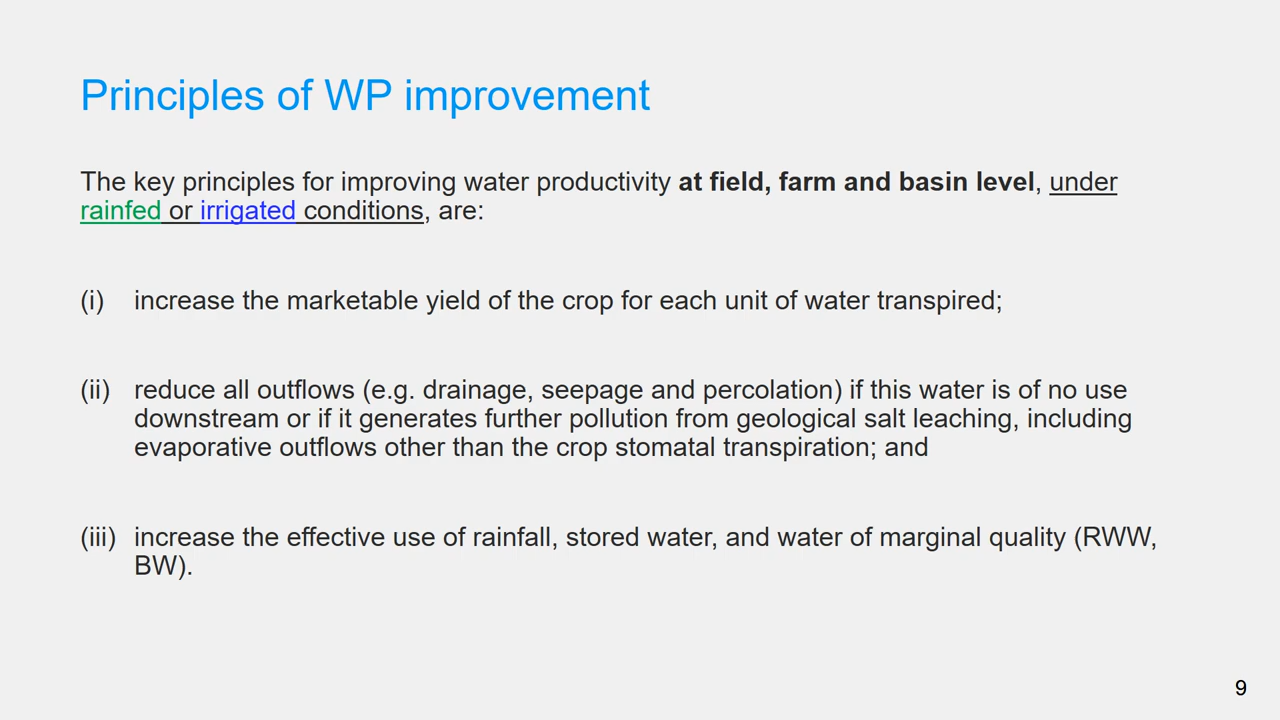 Principles of WP improvement
The key principles for improving water productivity at field, farm and basin level, under
rainfed or irrigated conditions, are:
(i) increase the marketable yield of the crop for each unit of water transpired;
(ii) reduce all outflows (e.g. drainage, seepage and percolation) if this water is of no use
downstream or if it generates further pollution from geological salt leaching, including
evaporative outflows other than the crop stomatal transpiration; and
(iii) increase the effective use of rainfall, stored water, and water of marginal quality (RWW,
BW).
9